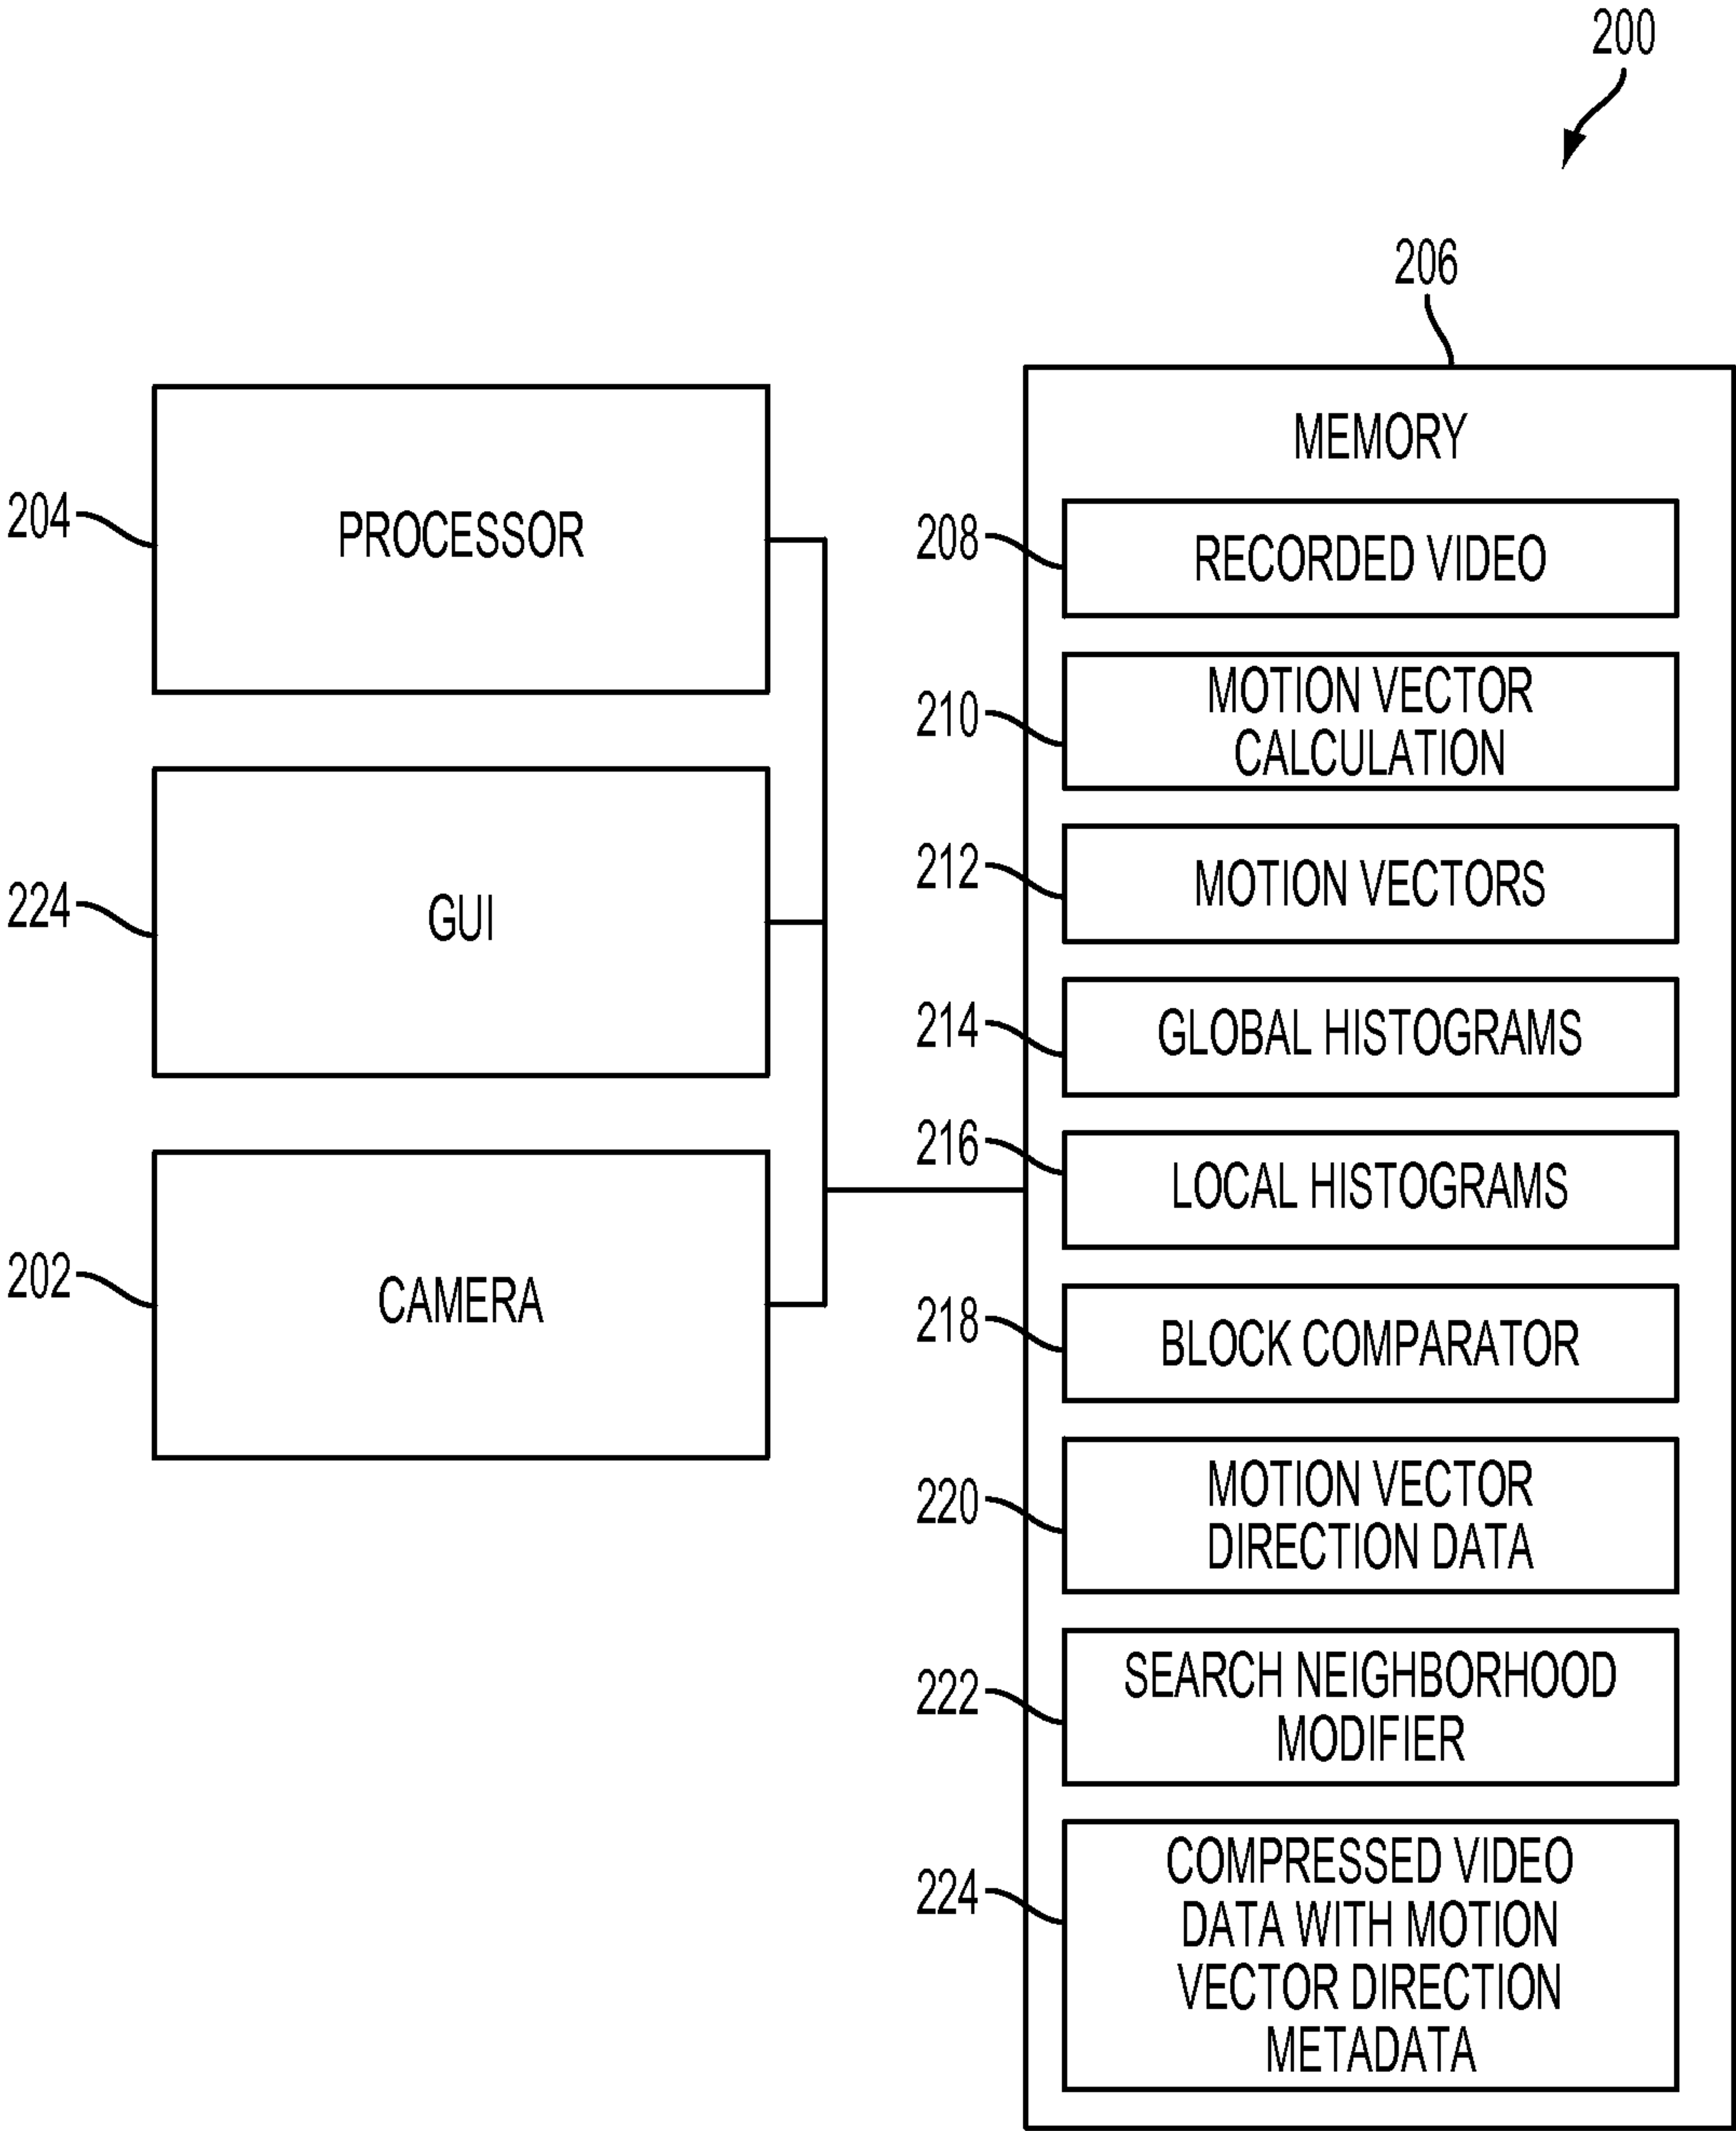 200
206
MEMORY
204
PROCESSOR
208
RECORDED VIDEO
210
MOTION VECTOR
CALCULATION
224
GUI
212
MOTION VECTORS
214
GLOBAL HISTOGRAMS
216
LOCAL HISTOGRAMS
202
CAMERA
218
BLOCK COMPARATOR
220
MOTION VECTOR
DIRECTION DATA
222
SEARCH NEIGHBORHOOD
MODIFIER
224
COMPRESSED VIDEO
DATA WITH MOTION
VECTOR DIRECTION
METADATA